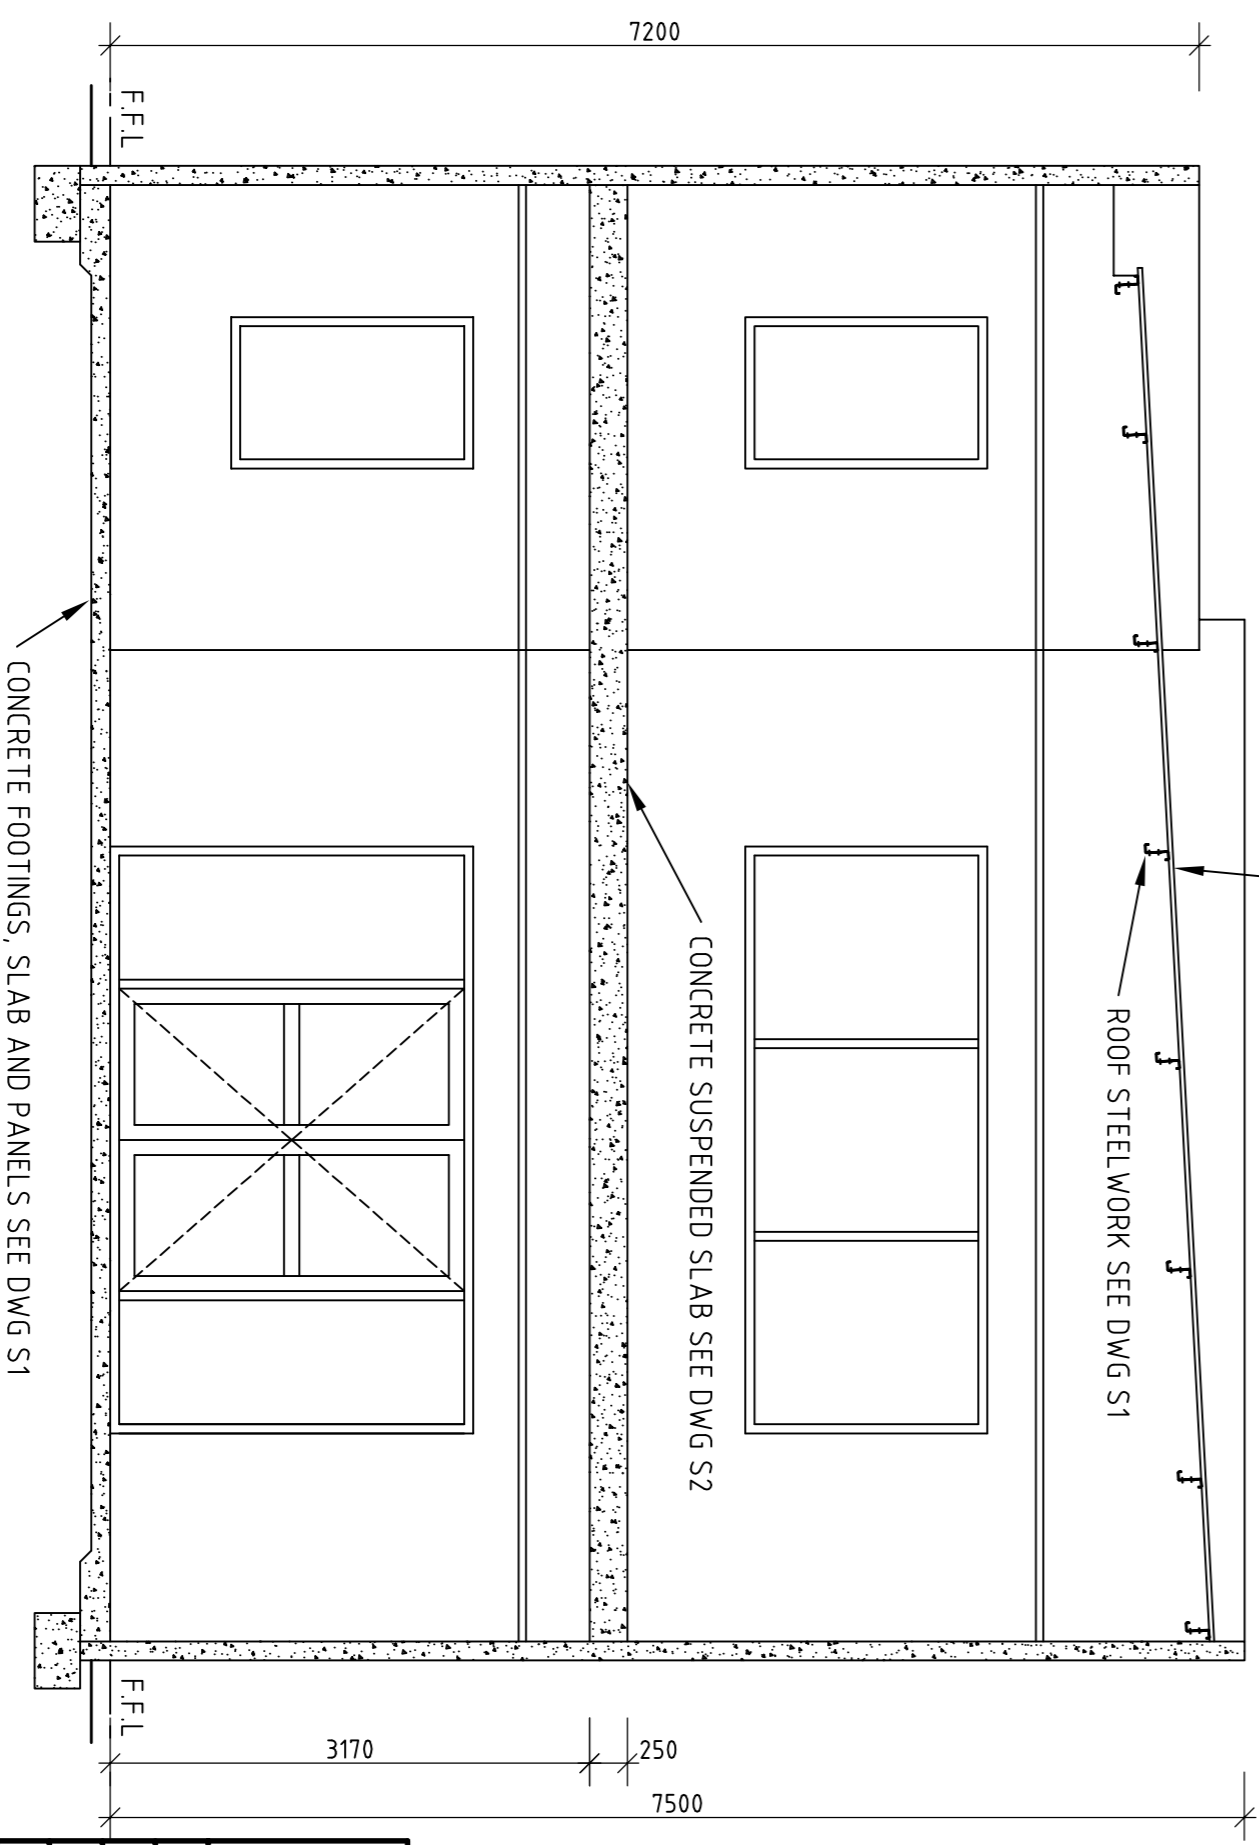 7200
F.F.L
ROOF STEELWORK SEE DWG S1
CONCRETE SUSPENDED SLAB SEE DWG S2
CONCRETE FOOTINGS, SLAB AND PANELS SEE DWG S1
F.F.L
3170
250
7500